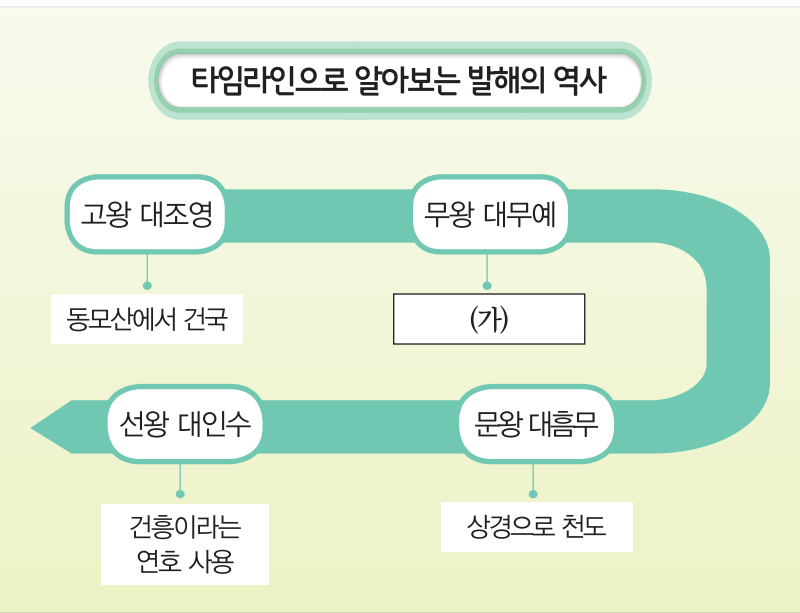 타임라인으로 알아보는 발해의 역사
고왕 대조영
무왕 대무예
동모산에서 건국
(가)
문왕 대흠무
상경으로 천도
선왕 대인수
건흥이라는
연호 사용